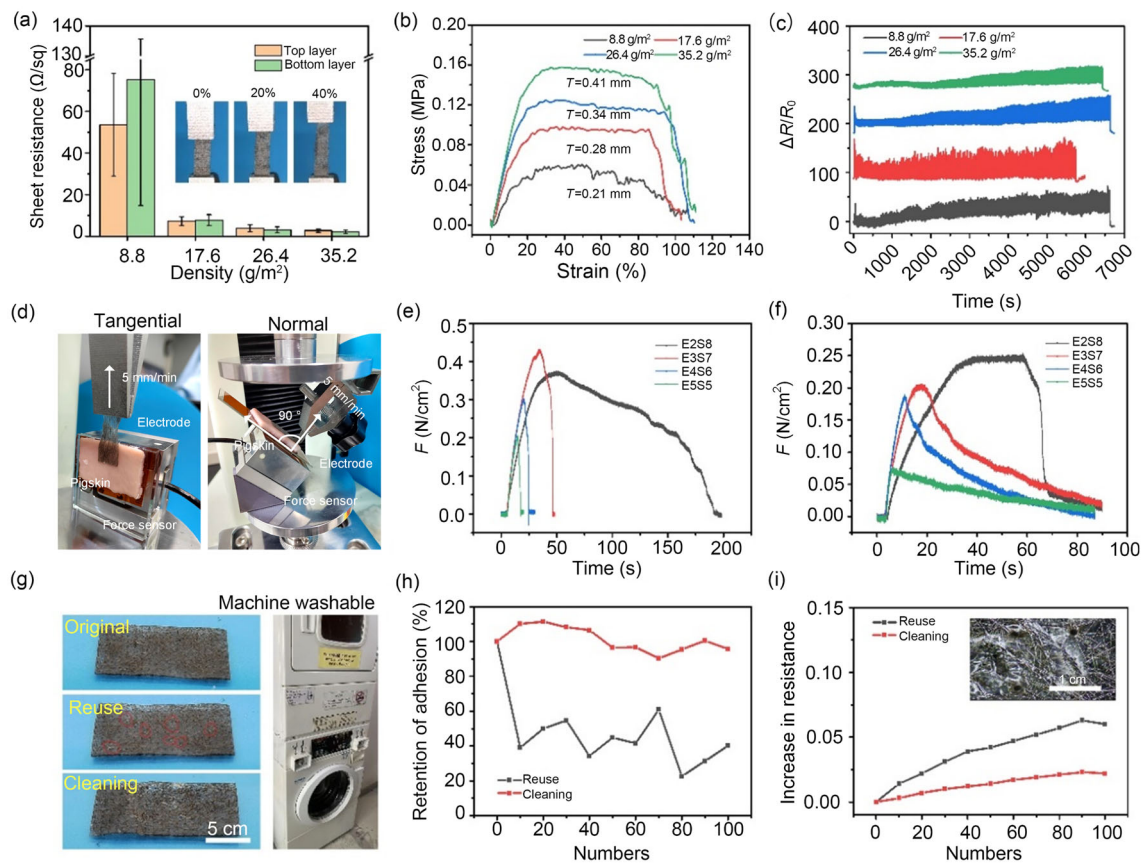 (a)
140
130
80
60
40
20
0
Sheet resistance (Ω/sq)
Top layer
Bottom layer
0% 20% 40%
8.8 17.6 26.4 35.2
Density (g/m²)
(b)
8.8 g/m² 17.6 g/m²
26.4 g/m² 35.2 g/m²
0.20
0.16
0.12
0.08
0.04
0.00
Stress (MPa)
T=0.41 mm
T=0.34 mm
T=0.28 mm
T=0.21 mm
0 20 40 60 80 100 120 140
Strain (%)
(c)
8.8 g/m² 17.6 g/m²
26.4 g/m² 35.2 g/m²
400
300
200
100
0
ΔR/R₀
0 1000 2000 3000 4000 5000 6000 7000
Time (s)
(d)
Tangential
5 mm/min
Electrode
Pigskin
Force sensor
Normal
5 mm/min
90 °
Pigskin
Electrode
Force sensor
(e)
0.5
0.4
0.3
0.2
0.1
0.0
F (N/cm²)
E2S8
E3S7
E4S6
E5S5
0 50 100 150 200
Time (s)
(f)
0.30
0.25
0.20
0.15
0.10
0.05
0.00
F (N/cm²)
E2S8
E3S7
E4S6
E5S5
0 20 40 60 80 100
Time (s)
(g)
Machine washable
Original
Reuse
Cleaning
5 cm
(h)
120
100
80
60
40
20
0
Retention of adhesion (%)
Reuse
Cleaning
0 20 40 60 80 100
Numbers
(i)
0.15
0.10
0.05
0.00
Increase in resistance
Reuse
Cleaning
1 cm
0 20 40 60 80 100
Numbers